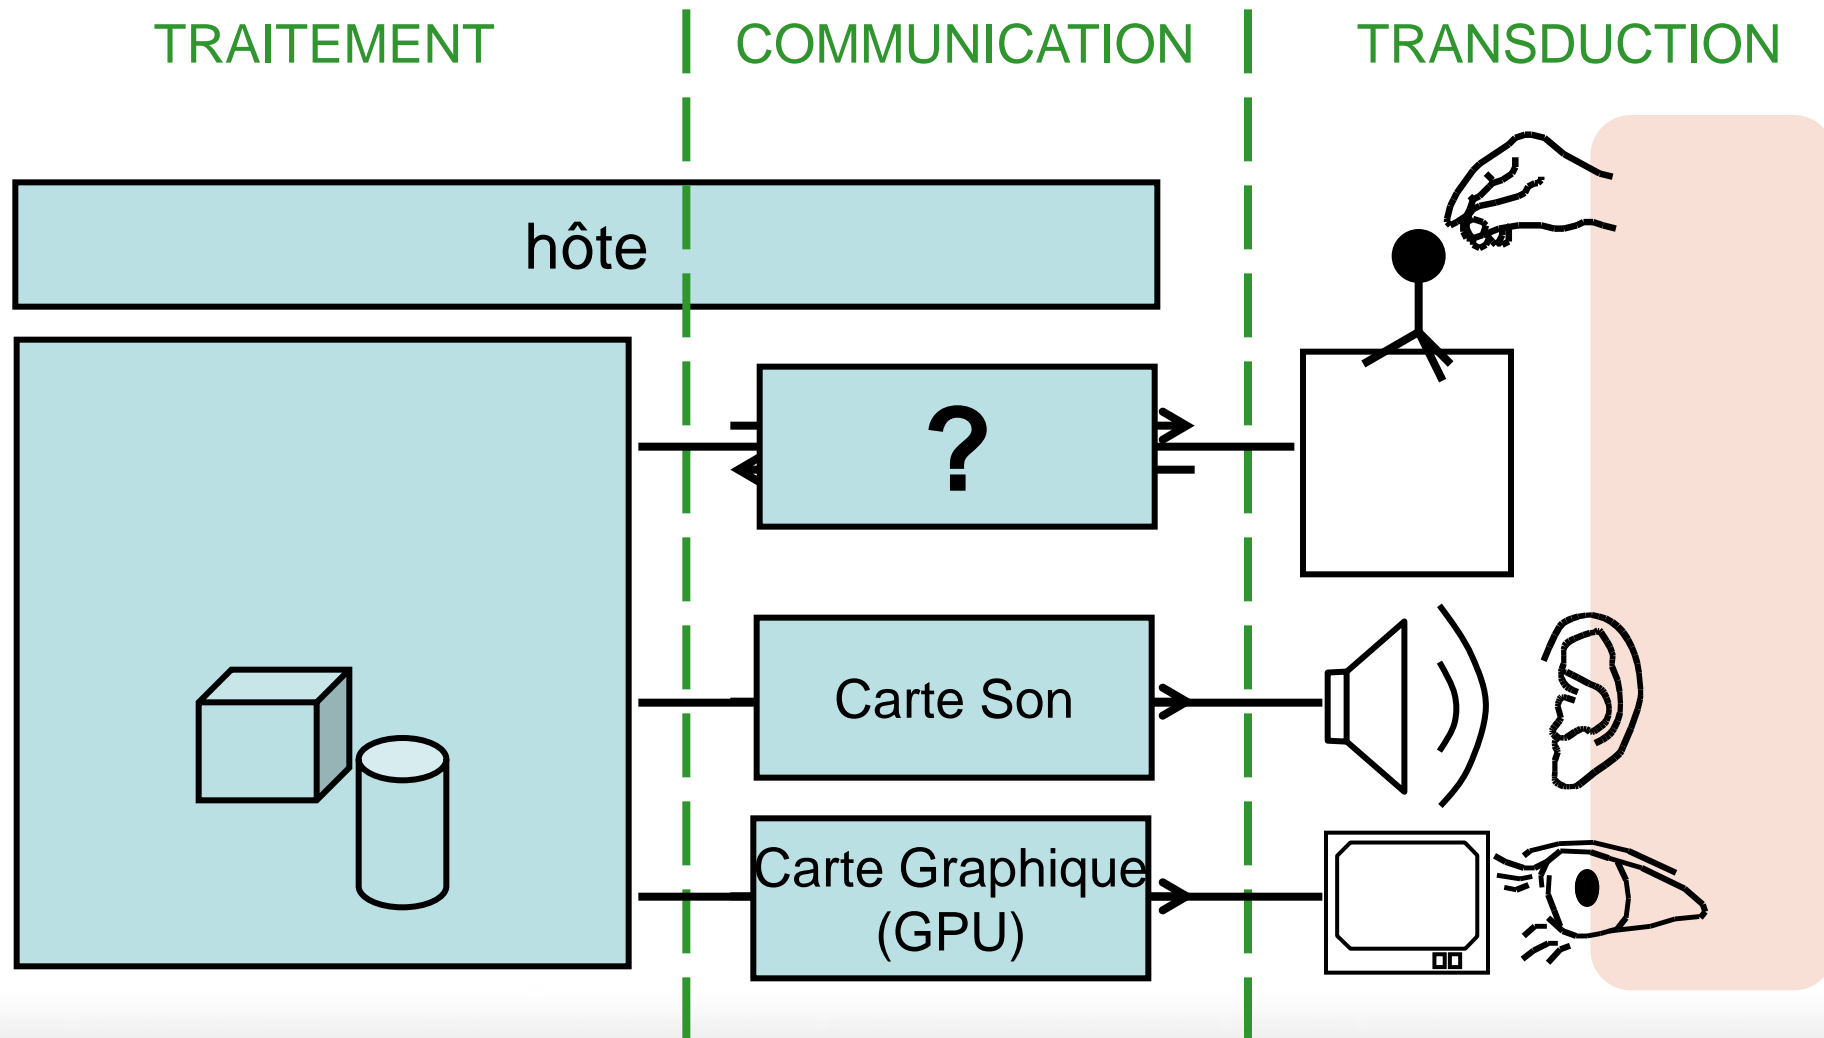 TRAITEMENT
COMMUNICATION
TRANSDUCTION
hôte
?
Carte Son
Carte Graphique
(GPU)